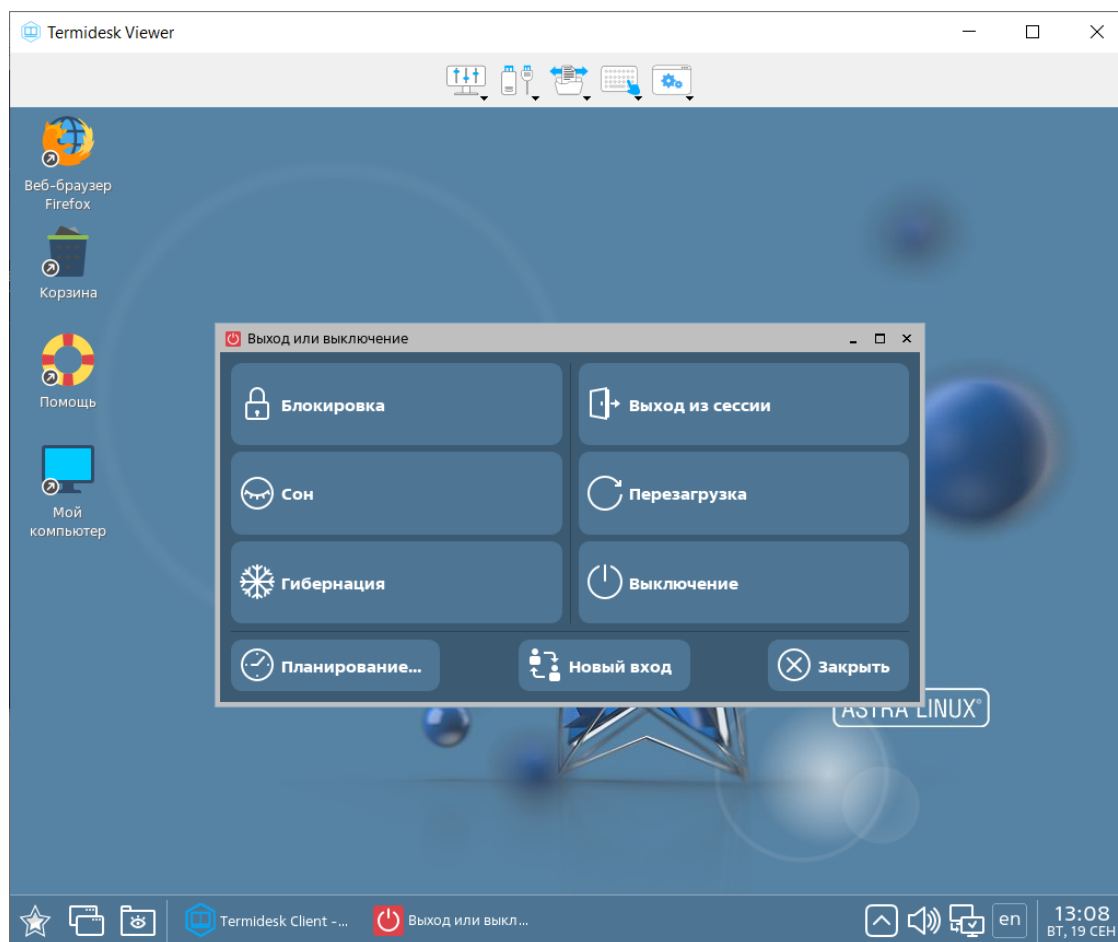 Termidesk Viewer
Веб-браузер
Firefox
Корзина
Помощь
Мой
компьютер
Выход или выключение
Блокировка
Выход из сессии
Сон
Перезагрузка
Гибернация
Выключение
Планирование...
Новый вход
Закрыть
ASTRA LINUX®
Termidesk Client -...
Выход или выкл...
en
13:08
ВТ, 19 СЕН